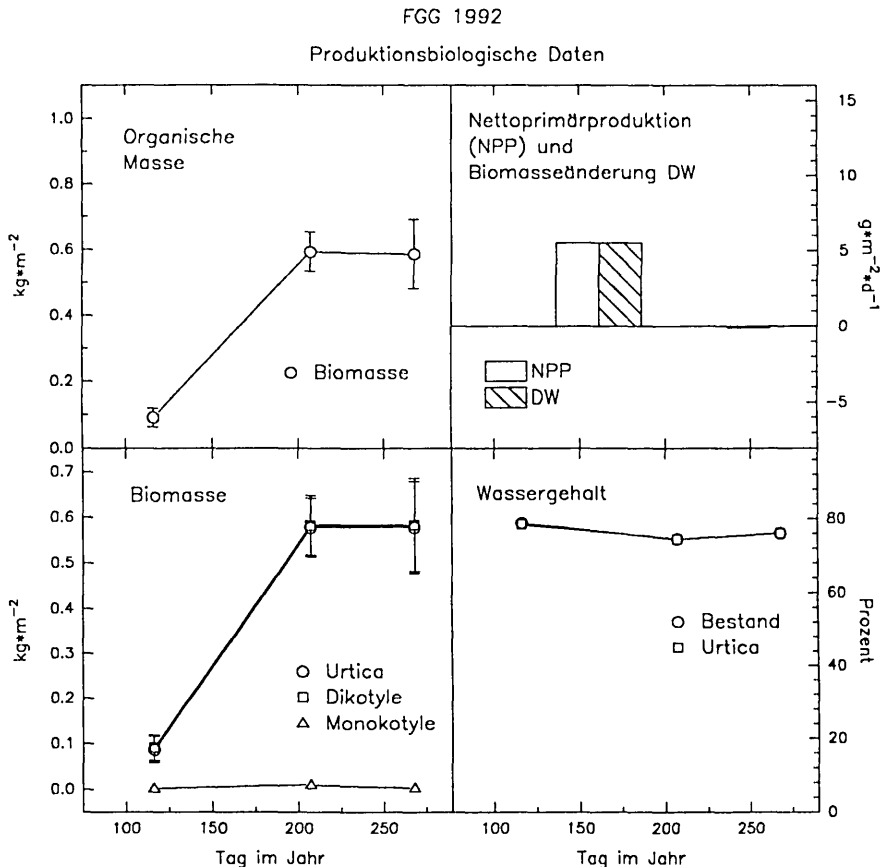 FGG 1992
Produktionsbiologische Daten
Organische
Masse
1.0
0.8
0.6
0.4
0.2
0.0
kg*m-2
Biomasse
Nettoprimärproduktion
(NPP) und
Biomasseänderung DW
15
10
5
0
-5
g*m-2*d-1
NPP
DW
Biomasse
0.7
0.6
0.5
0.4
0.3
0.2
0.1
0.0
kg*m-2
Urtica
Dikotyle
Monokotyle
100 150 200 250
Tag im Jahr
Wassergehalt
80
60
40
20
0
Prozent
Bestand
Urtica
100 150 200 250
Tag im Jahr